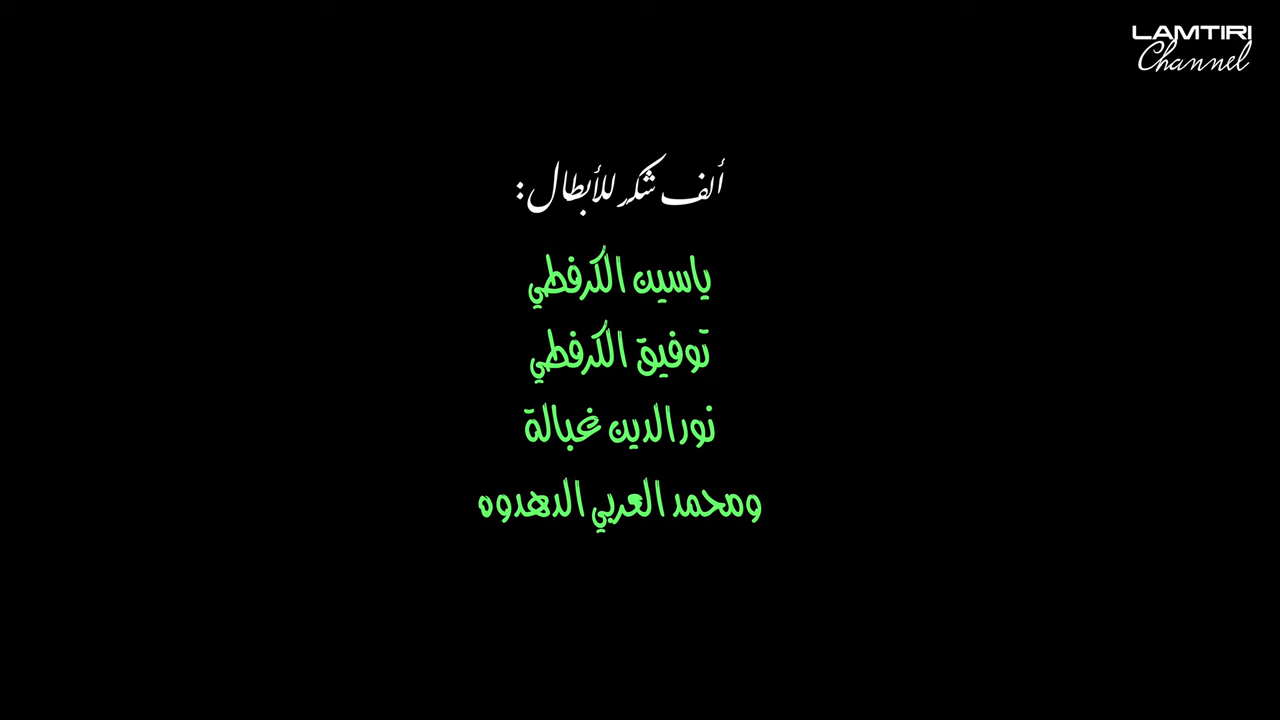 LAMTIRI
Channel
ألف شكر للأبطال:
ياسين الكرفطي
توفيق الكرفطي
نورالدين غبالة
ومحمد العربي الدهدوه